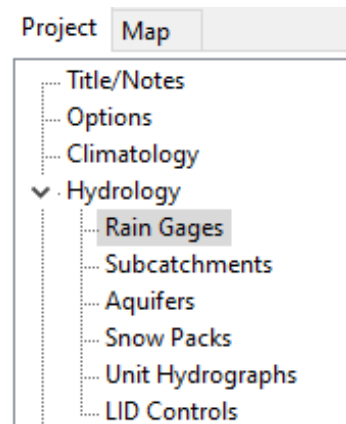 Project Map
Title/Notes
Options
Climatology
Hydrology
Rain Gages
Subcatchments
Aquifers
Snow Packs
Unit Hydrographs
LID Controls